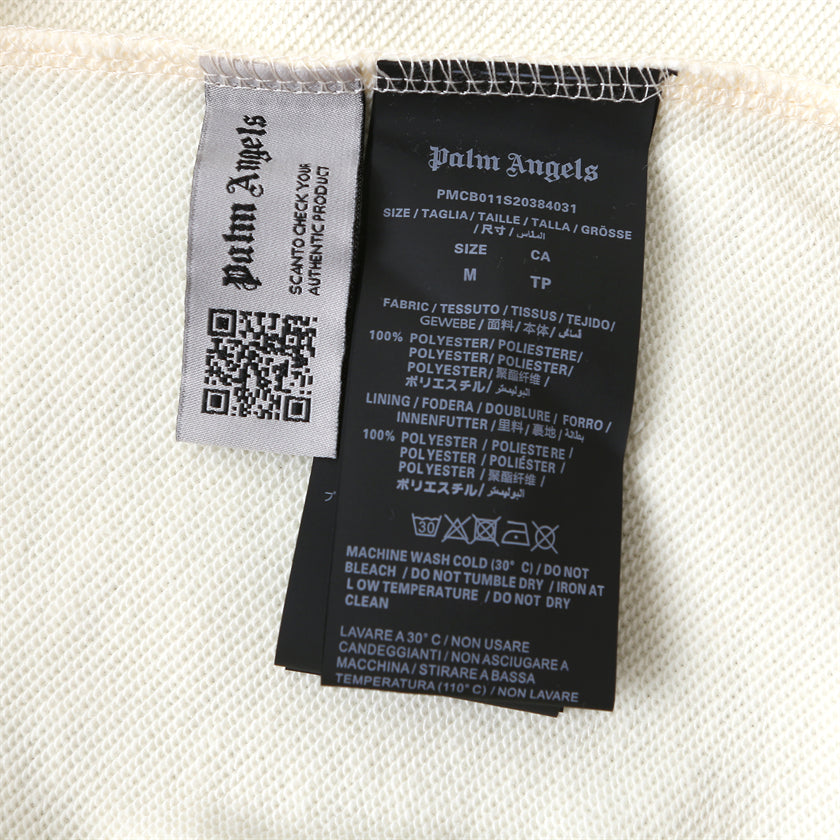 Palm Angels
SCAN TO CHECK YOUR
AUTHENTIC PRODUCT
Palm Angels
PMCB011S20384031
SIZE / TAGLIA / TAILLE / TALLA / GRÖSSE
/ 尺寸 / المقاس
SIZE CA
M TP
FABRIC / TESSUTO / TISSUS / TEJIDO/
GEWEBE / 面料 / 本体 / قماش
100% POLYESTER/ POLIESTERE/
POLYESTER/ POLIESTER/
POLYESTER / 聚酯纤维 /
ポリエステル/ البوليستر
LINING / FODERA / DOUBLURE / FORRO /
INNENFUTTER / 里料 / 裏地 / بطانة
100% POLYESTER / POLIESTERE /
POLYESTER / POLIÉSTER /
POLYESTER / 聚酯纤维 /
ポリエステル / البوليستر
プ
30
MACHINE WASH COLD (30° C) / DO NOT
BLEACH / DO NOT TUMBLE DRY / IRON AT
LOW TEMPERATURE / DO NOT DRY
CLEAN
LAVARE A 30° C / NON USARE
CANDEGGIANTI / NON ASCIUGARE A
MACCHINA / STIRARE A BASSA
TEMPERATURA (110° C) / NON LAVARE